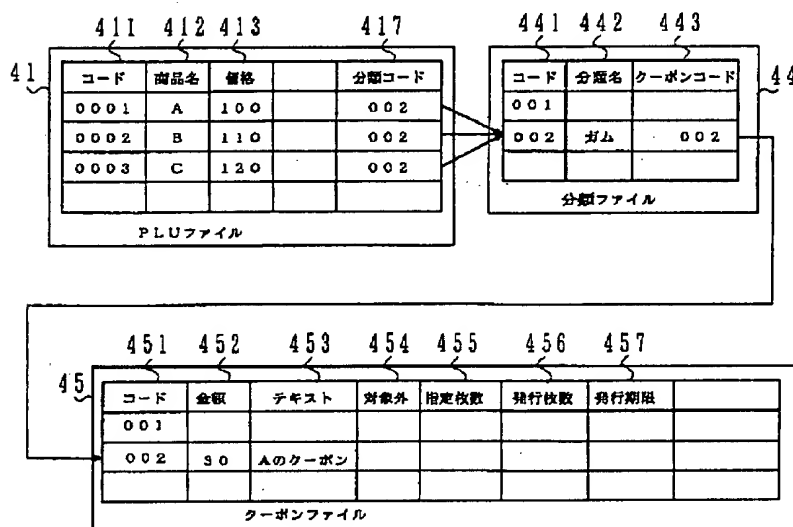 411 412 413 417
41
コード 商品名 価格 分類コード
0001 A 100 002
0002 B 110 002
0003 C 120 002
PLUファイル
441 442 443
44
コード 分類名 クーポンコード
001
002 ガム 002
分類ファイル
451 452 453 454 455 456 457
45
コード 金額 テキスト 対象外 指定枚数 発行枚数 発行期限
001
002 30 Aのクーポン
クーポンファイル